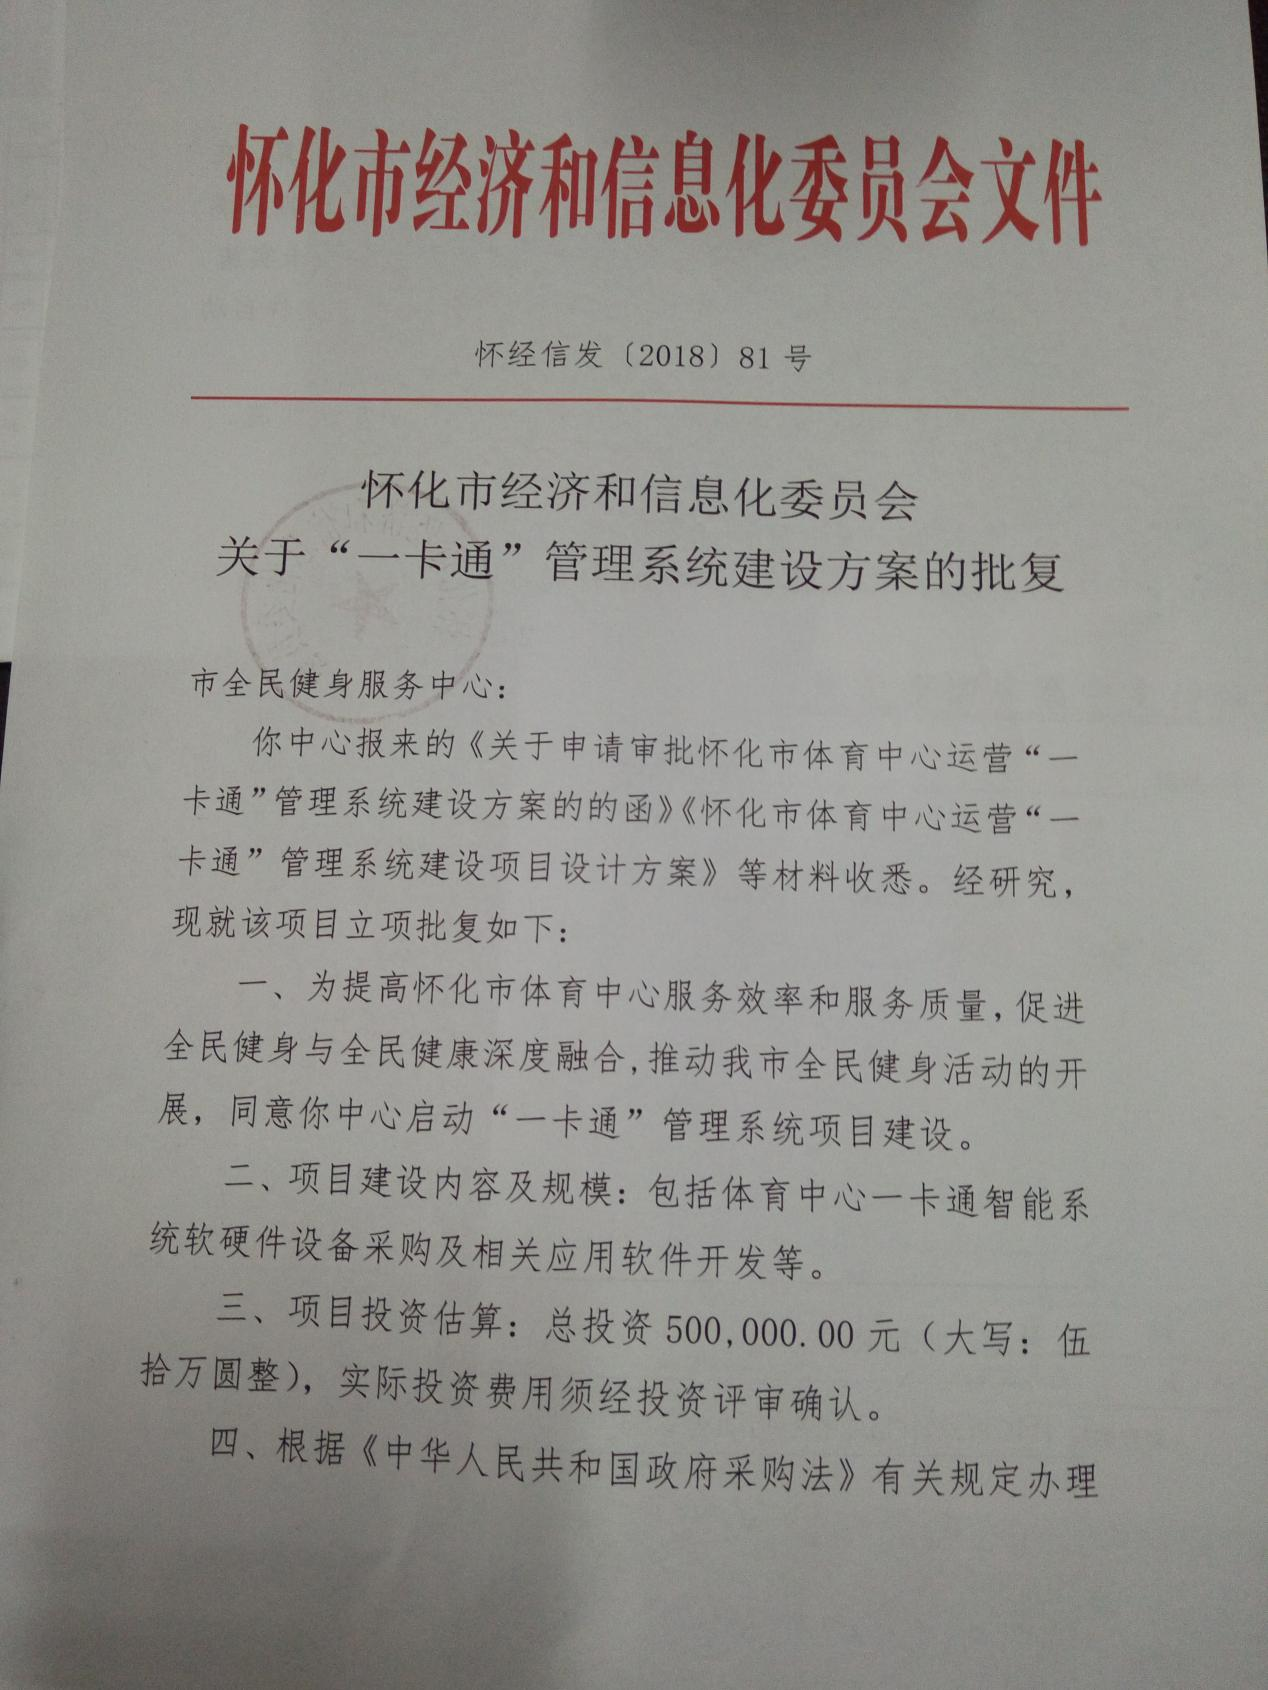 怀化市经济和信息化委员会文件
怀经信发〔2018〕81 号
怀化市经济和信息化委员会
关于“一卡通”管理系统建设方案的批复
市全民健身服务中心：
你中心报来的《关于申请审批怀化市体育中心运营“一
卡通”管理系统建设方案的的函》《怀化市体育中心运营“一
卡通”管理系统建设项目设计方案》等材料收悉。经研究，
现就该项目立项批复如下：
一、为提高怀化市体育中心服务效率和服务质量，促进
全民健身与全民健康深度融合，推动我市全民健身活动的开
展，同意你中心启动“一卡通”管理系统项目建设。
二、项目建设内容及规模：包括体育中心一卡通智能系
统软硬件设备采购及相关应用软件开发等。
三、项目投资估算：总投资 500,000.00 元（大写：伍
拾万圆整），实际投资费用须经投资评审确认。
四、根据《中华人民共和国政府采购法》有关规定办理